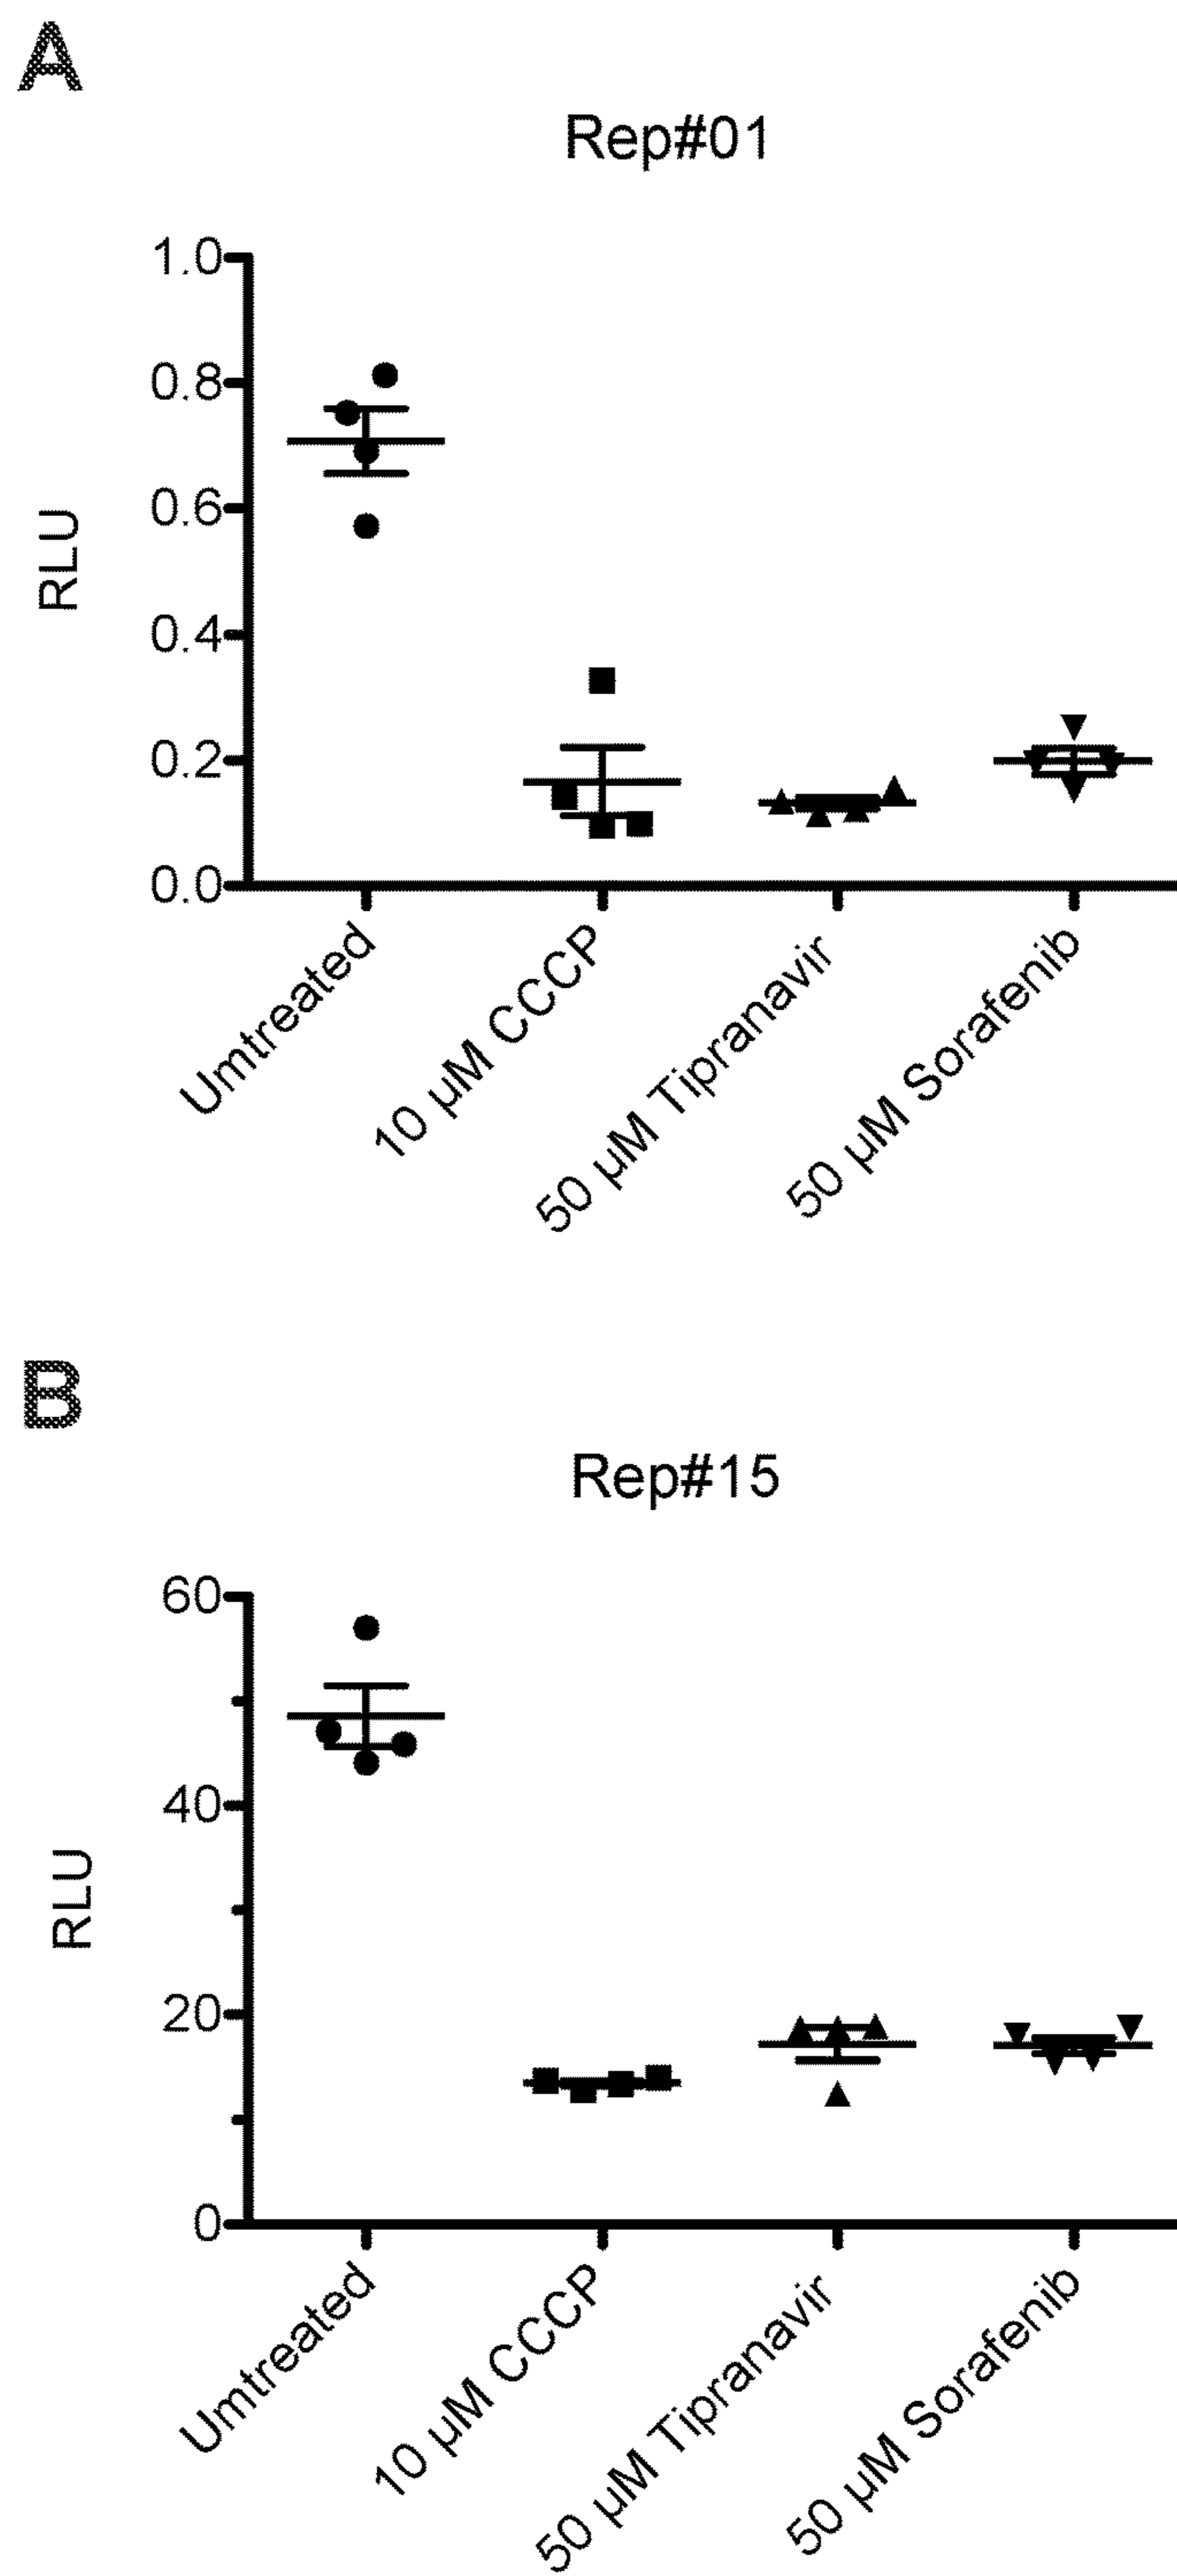 A
Rep#01
1.0
0.8
0.6
0.4
0.2
0.0
RLU
Umtreated
10 µM CCCP
50 µM Tipranavir
50 µM Sorafenib
B
Rep#15
60
40
20
0
RLU
Umtreated
10 µM CCCP
50 µM Tipranavir
50 µM Sorafenib